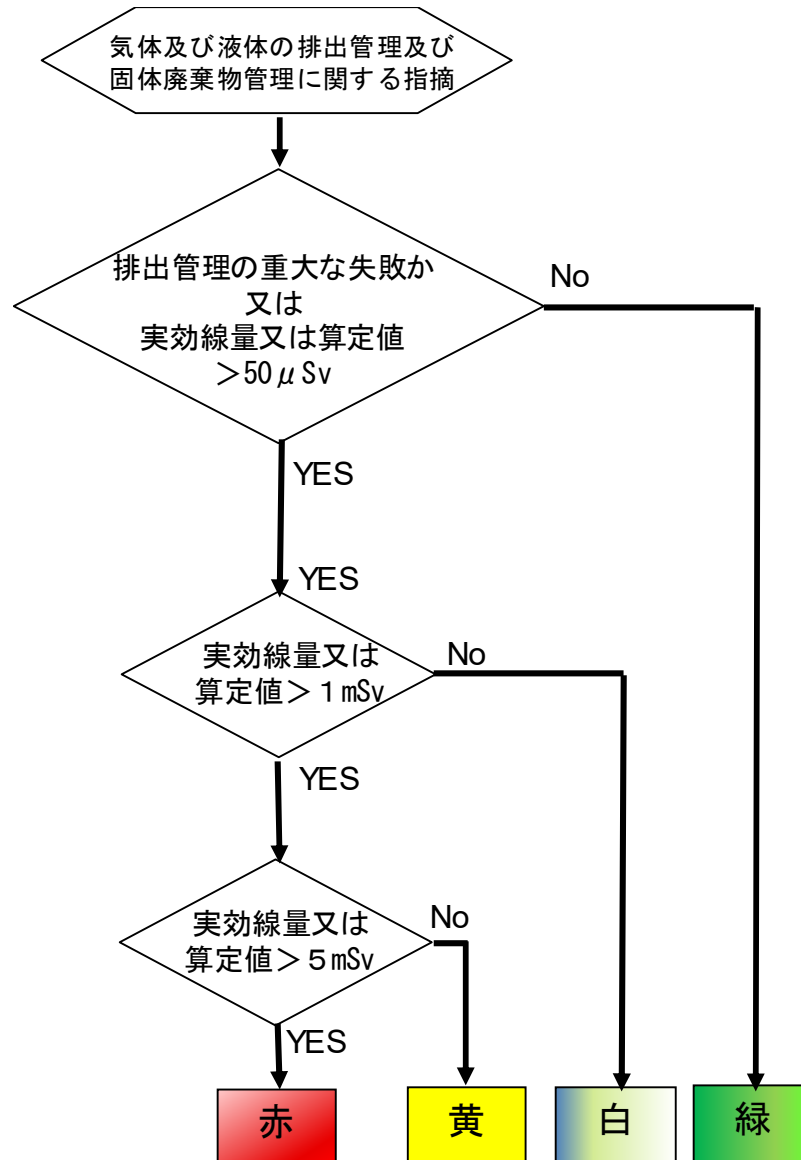 気体及び液体の排出管理及び
固体廃棄物管理に関する指摘
排出管理の重大な失敗か
又は
実効線量又は算定値
＞50μSv
No
YES
YES
実効線量又は
算定値＞１mSv
No
YES
実効線量又は
算定値＞５mSv
No
YES
赤
黄
白
緑